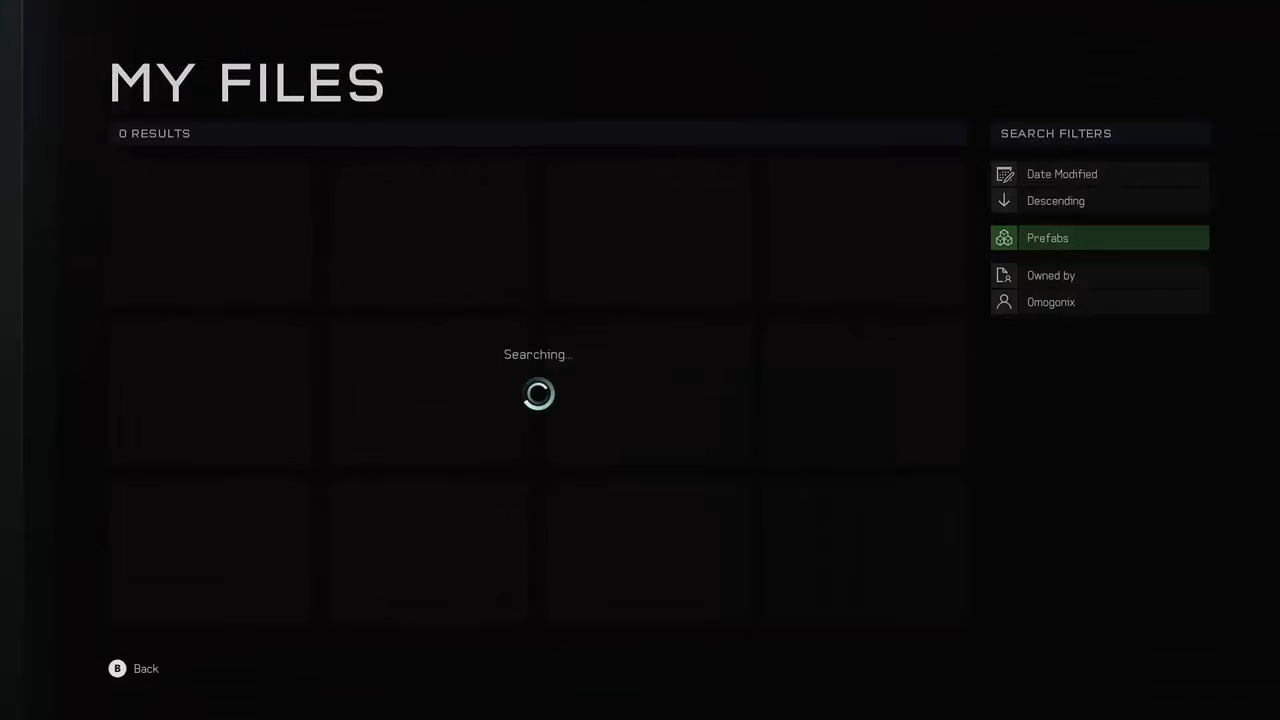 MY FILES
0 RESULTS
SEARCH FILTERS
Date Modified
Descending
Prefabs
Owned by
Omogonix
Searching...
B Back